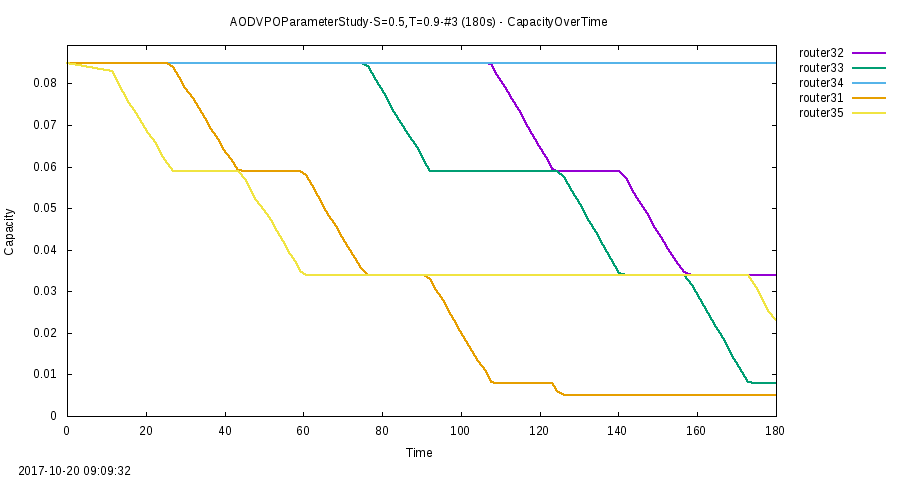 AODVPOParameterStudy-S=0.5,T=0.9-#3 (180s) - CapacityOverTime
router32
router33
router34
router31
router35
0.08
0.07
0.06
0.05
0.04
0.03
0.02
0.01
0
Capacity
0 20 40 60 80 100 120 140 160 180
Time
2017-10-20 09:09:32